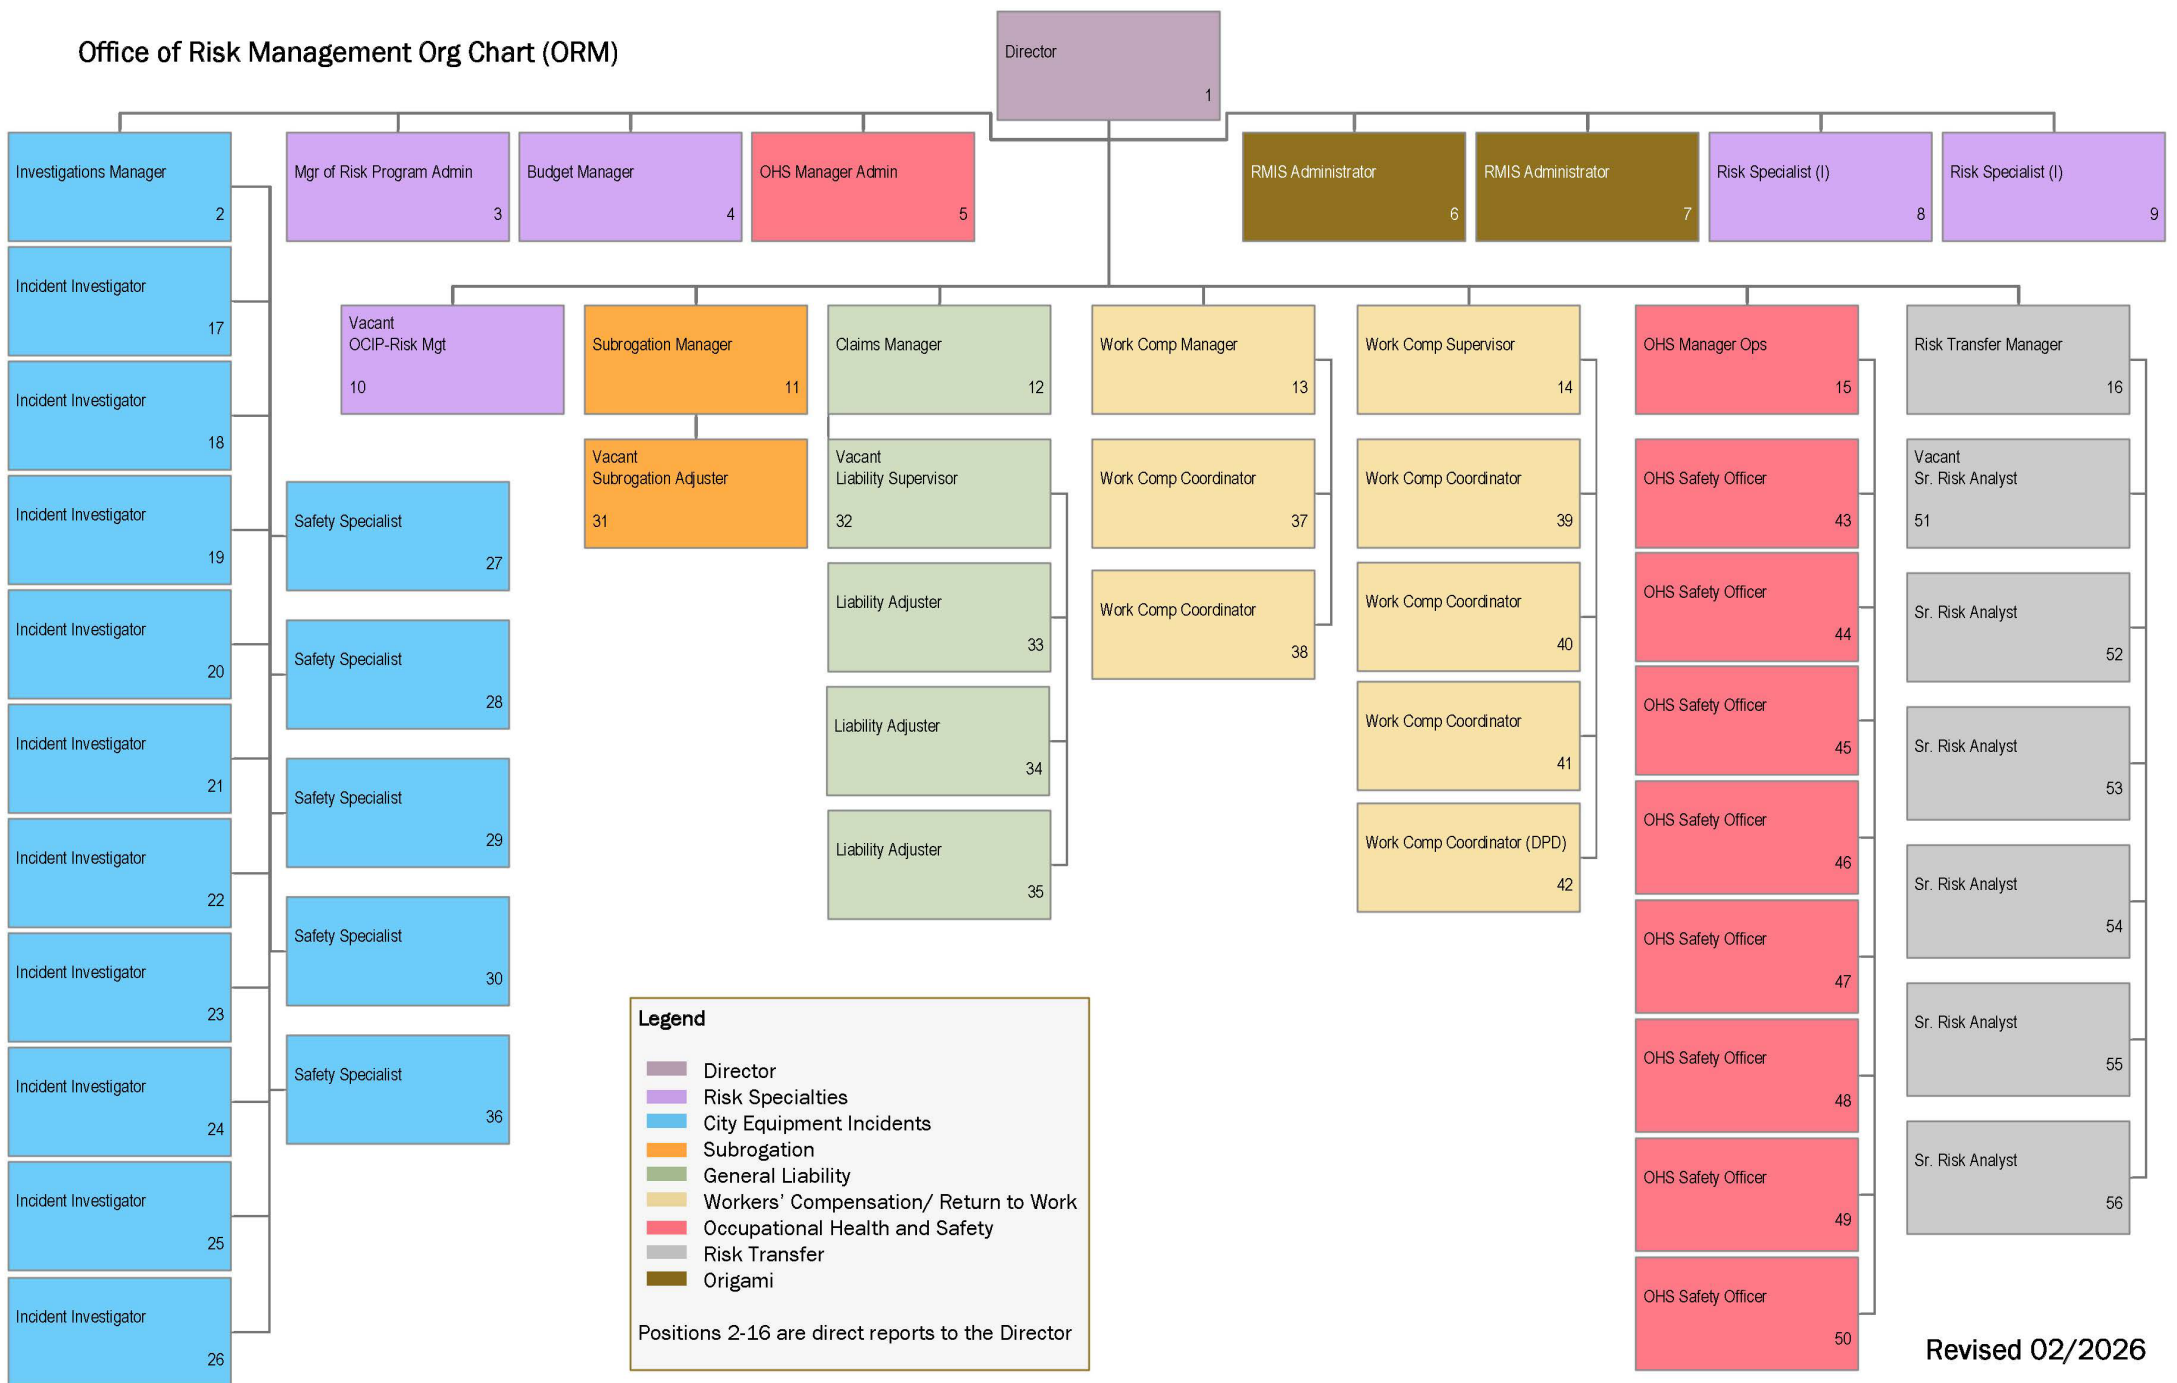 Office of Risk Management Org Chart (ORM)
Director
1
Investigations Manager
2
Mgr of Risk Program Admin
3
Budget Manager
4
OHS Manager Admin
5
RMIS Administrator
6
RMIS Administrator
7
Risk Specialist (I)
8
Risk Specialist (I)
9
Vacant
OCIP-Risk Mgt
10
Subrogation Manager
11
Claims Manager
12
Work Comp Manager
13
Work Comp Supervisor
14
OHS Manager Ops
15
Risk Transfer Manager
16
Incident Investigator
17
Incident Investigator
18
Incident Investigator
19
Incident Investigator
20
Incident Investigator
21
Incident Investigator
22
Incident Investigator
23
Incident Investigator
24
Incident Investigator
25
Incident Investigator
26
Safety Specialist
27
Safety Specialist
28
Safety Specialist
29
Safety Specialist
30
Safety Specialist
36
Vacant
Subrogation Adjuster
31
Vacant
Liability Supervisor
32
Liability Adjuster
33
Liability Adjuster
34
Liability Adjuster
35
Work Comp Coordinator
37
Work Comp Coordinator
38
Work Comp Coordinator
39
Work Comp Coordinator
40
Work Comp Coordinator
41
Work Comp Coordinator (DPD)
42
OHS Safety Officer
43
OHS Safety Officer
44
OHS Safety Officer
45
OHS Safety Officer
46
OHS Safety Officer
47
OHS Safety Officer
48
OHS Safety Officer
49
OHS Safety Officer
50
Vacant
Sr. Risk Analyst
51
Sr. Risk Analyst
52
Sr. Risk Analyst
53
Sr. Risk Analyst
54
Sr. Risk Analyst
55
Sr. Risk Analyst
56
Legend
Director
Risk Specialties
City Equipment Incidents
Subrogation
General Liability
Workers' Compensation/ Return to Work
Occupational Health and Safety
Risk Transfer
Origami
Positions 2-16 are direct reports to the Director
Revised 02/2026